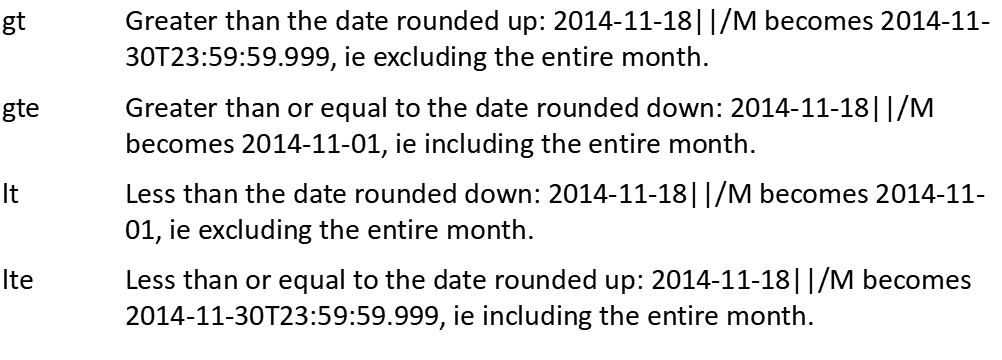 gt Greater than the date rounded up: 2014-11-18||/M becomes 2014-11-
30T23:59:59.999, ie excluding the entire month.
gte Greater than or equal to the date rounded down: 2014-11-18||/M
becomes 2014-11-01, ie including the entire month.
lt Less than the date rounded down: 2014-11-18||/M becomes 2014-11-
01, ie excluding the entire month.
lte Less than or equal to the date rounded up: 2014-11-18||/M becomes
2014-11-30T23:59:59.999, ie including the entire month.